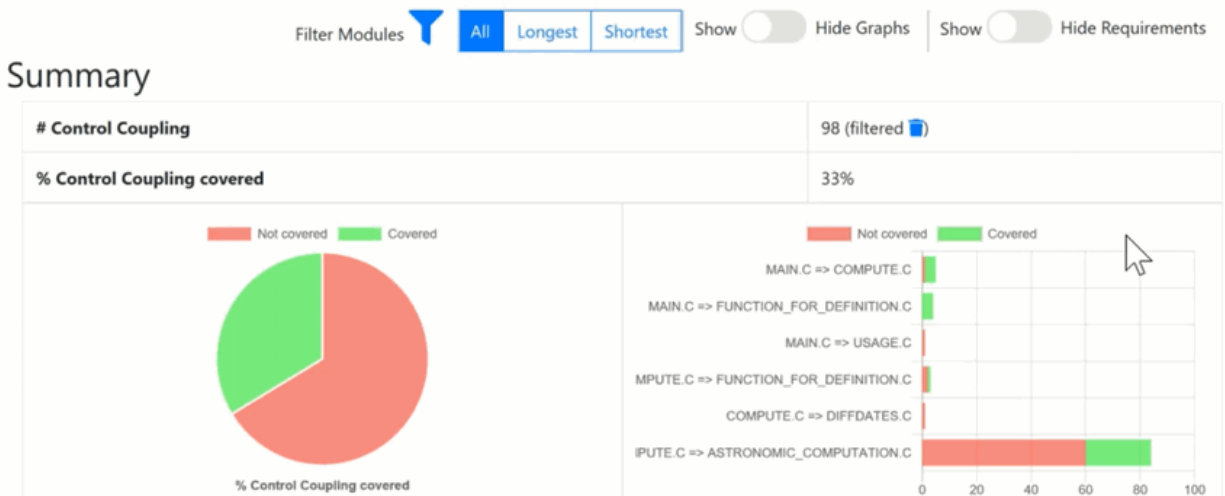 Filter Modules All Longest Shortest Show Hide Graphs Show Hide Requirements
Summary
# Control Coupling 98 (filtered )
% Control Coupling covered 33%
Not covered Covered
% Control Coupling covered
Not covered Covered
MAIN.C => COMPUTE.C
MAIN.C => FUNCTION_FOR_DEFINITION.C
MAIN.C => USAGE.C
MPUTE.C => FUNCTION_FOR_DEFINITION.C
COMPUTE.C => DIFFDATES.C
IPUTE.C => ASTRONOMIC_COMPUTATION.C
0 20 40 60 80 100